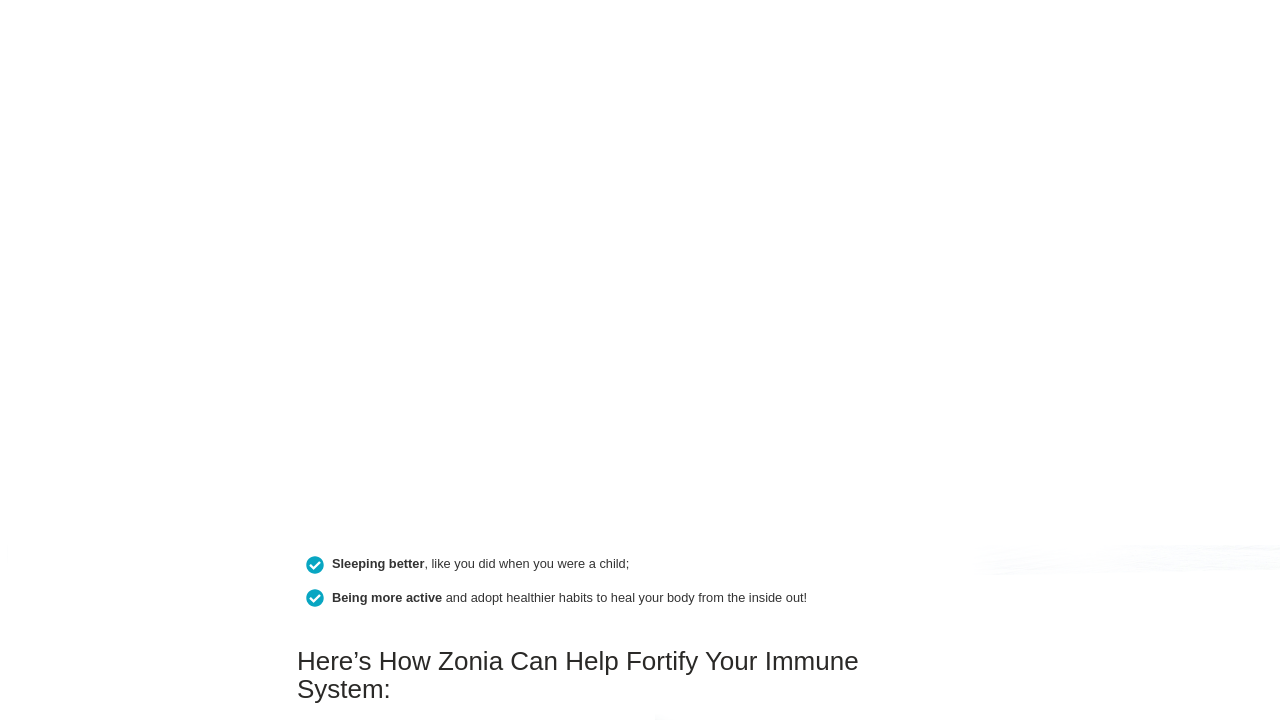 Sleeping better, like you did when you were a child;
Being more active and adopt healthier habits to heal your body from the inside out!
Here’s How Zonia Can Help Fortify Your Immune
System: